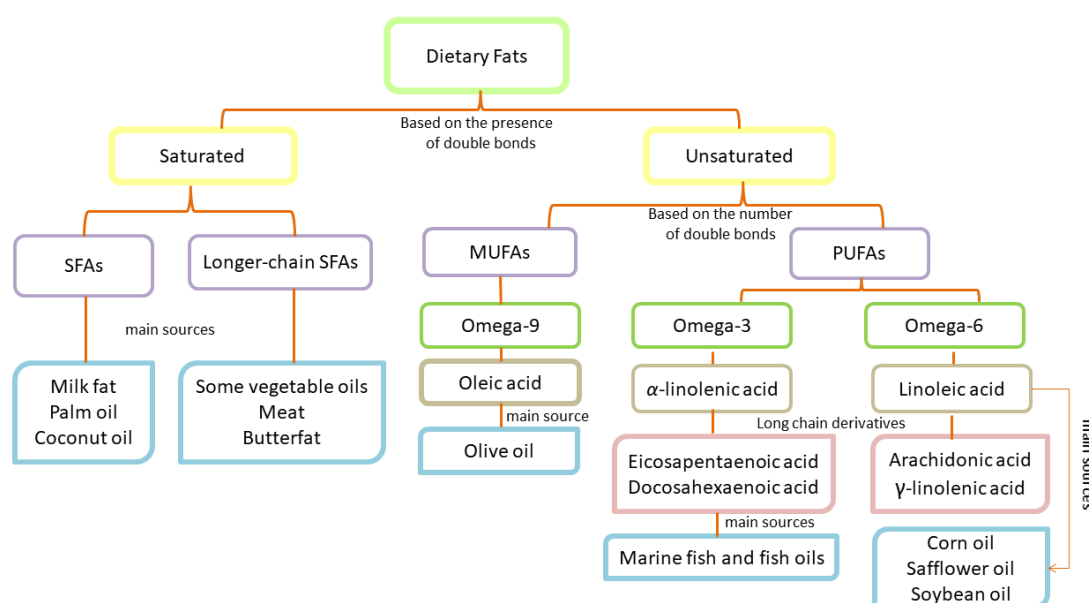 Dietary Fats
Based on the presence
of double bonds
Saturated
Unsaturated
Based on the number
of double bonds
SFAs
Longer-chain SFAs
MUFAs
PUFAs
main sources
Omega-9
Omega-3
Omega-6
Milk fat
Palm oil
Coconut oil
Some vegetable oils
Meat
Butterfat
Oleic acid
α-linolenic acid
Linoleic acid
main source
Long chain derivatives
main sources
Olive oil
Eicosapentaenoic acid
Docosahexaenoic acid
Arachidonic acid
γ-linolenic acid
main sources
Marine fish and fish oils
Corn oil
Safflower oil
Soybean oil